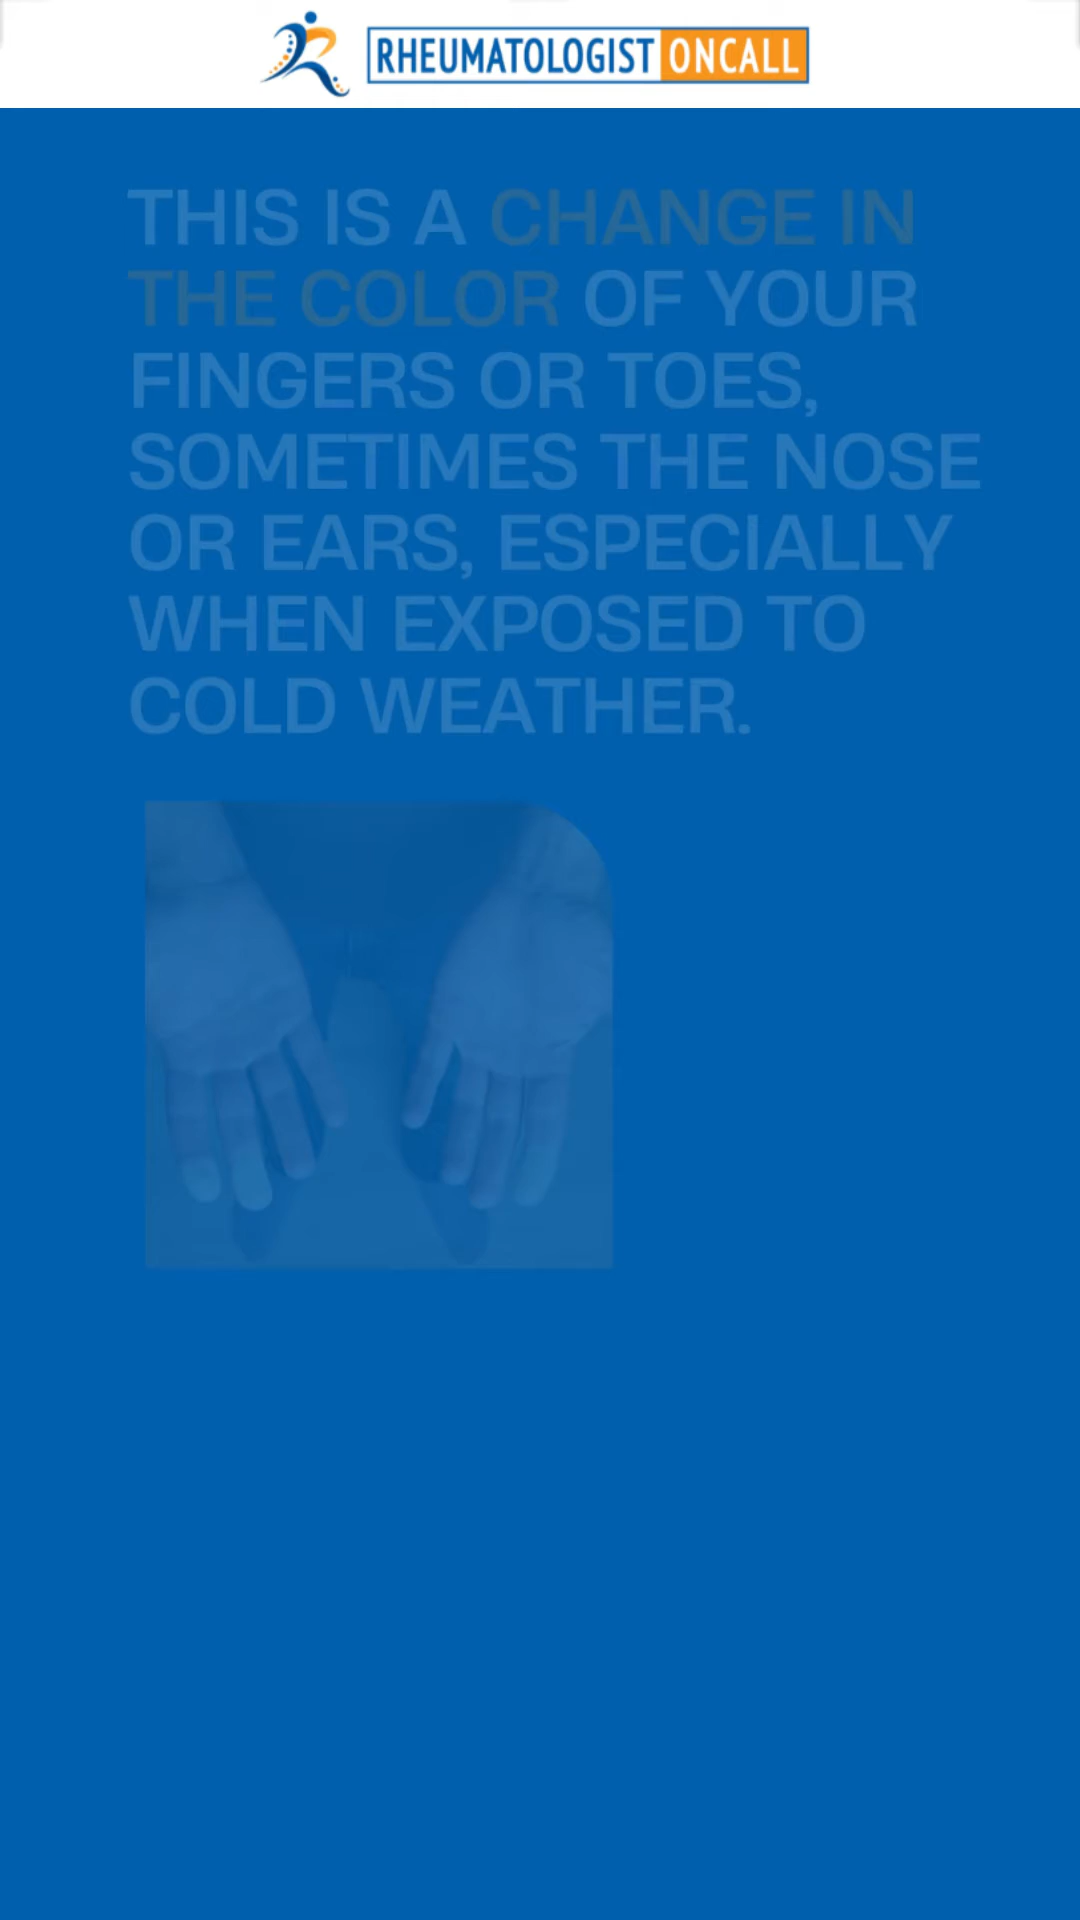 RHEUMATOLOGIST ONCALL
THIS IS A CHANGE IN
THE COLOR OF YOUR
FINGERS OR TOES,
SOMETIMES THE NOSE
OR EARS, ESPECIALLY
WHEN EXPOSED TO
COLD WEATHER.